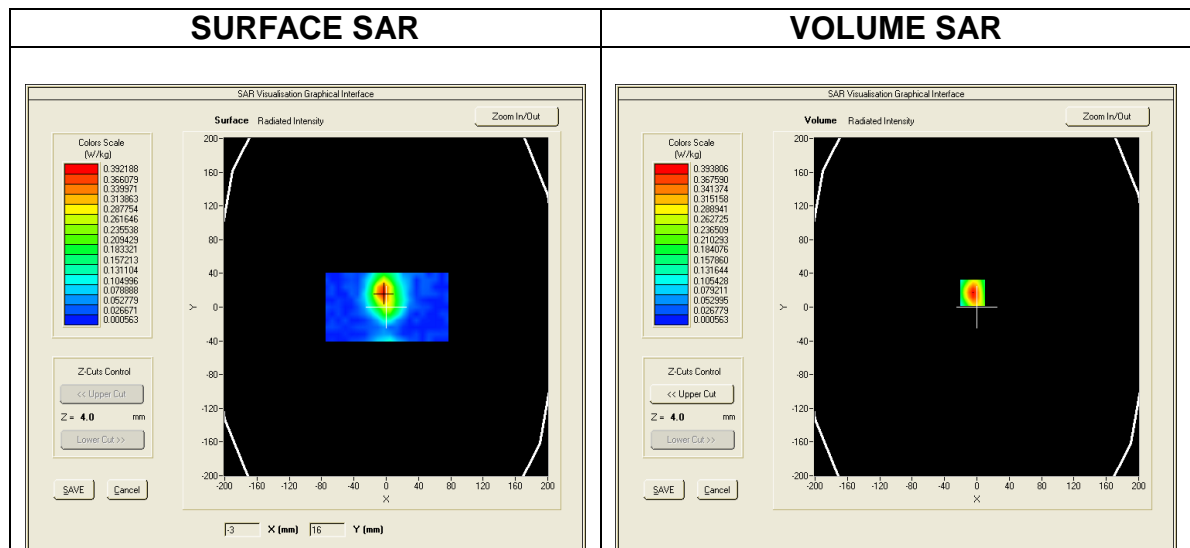 SURFACE SAR
VOLUME SAR
SAR Visualisation Graphical Interface
Surface Radiated Intensity
Zoom In/Out
Colors Scale
(W/kg)
0.392188
0.366079
0.339971
0.313863
0.287754
0.261646
0.235538
0.209429
0.183321
0.157213
0.131104
0.104996
0.078888
0.052779
0.026671
0.000563
200
160
120
80
40
0
-40
-80
-120
-160
-200
Y
-200 -160 -120 -80 -40 0 40 80 120 160 200
X
Z-Cuts Control
<< Upper Cut
Z = 4.0 mm
Lower Cut >>
SAVE Cancel
-3 X (mm) 16 Y (mm)
SAR Visualisation Graphical Interface
Volume Radiated Intensity
Zoom In/Out
Colors Scale
(W/kg)
0.393806
0.367590
0.341374
0.315158
0.288941
0.262725
0.236509
0.210293
0.184076
0.157860
0.131644
0.105428
0.079211
0.052995
0.026779
0.000563
200
160
120
80
40
0
-40
-80
-120
-160
-200
Y
-200 -160 -120 -80 -40 0 40 80 120 160 200
X
Z-Cuts Control
<< Upper Cut
Z = 4.0 mm
Lower Cut >>
SAVE Cancel